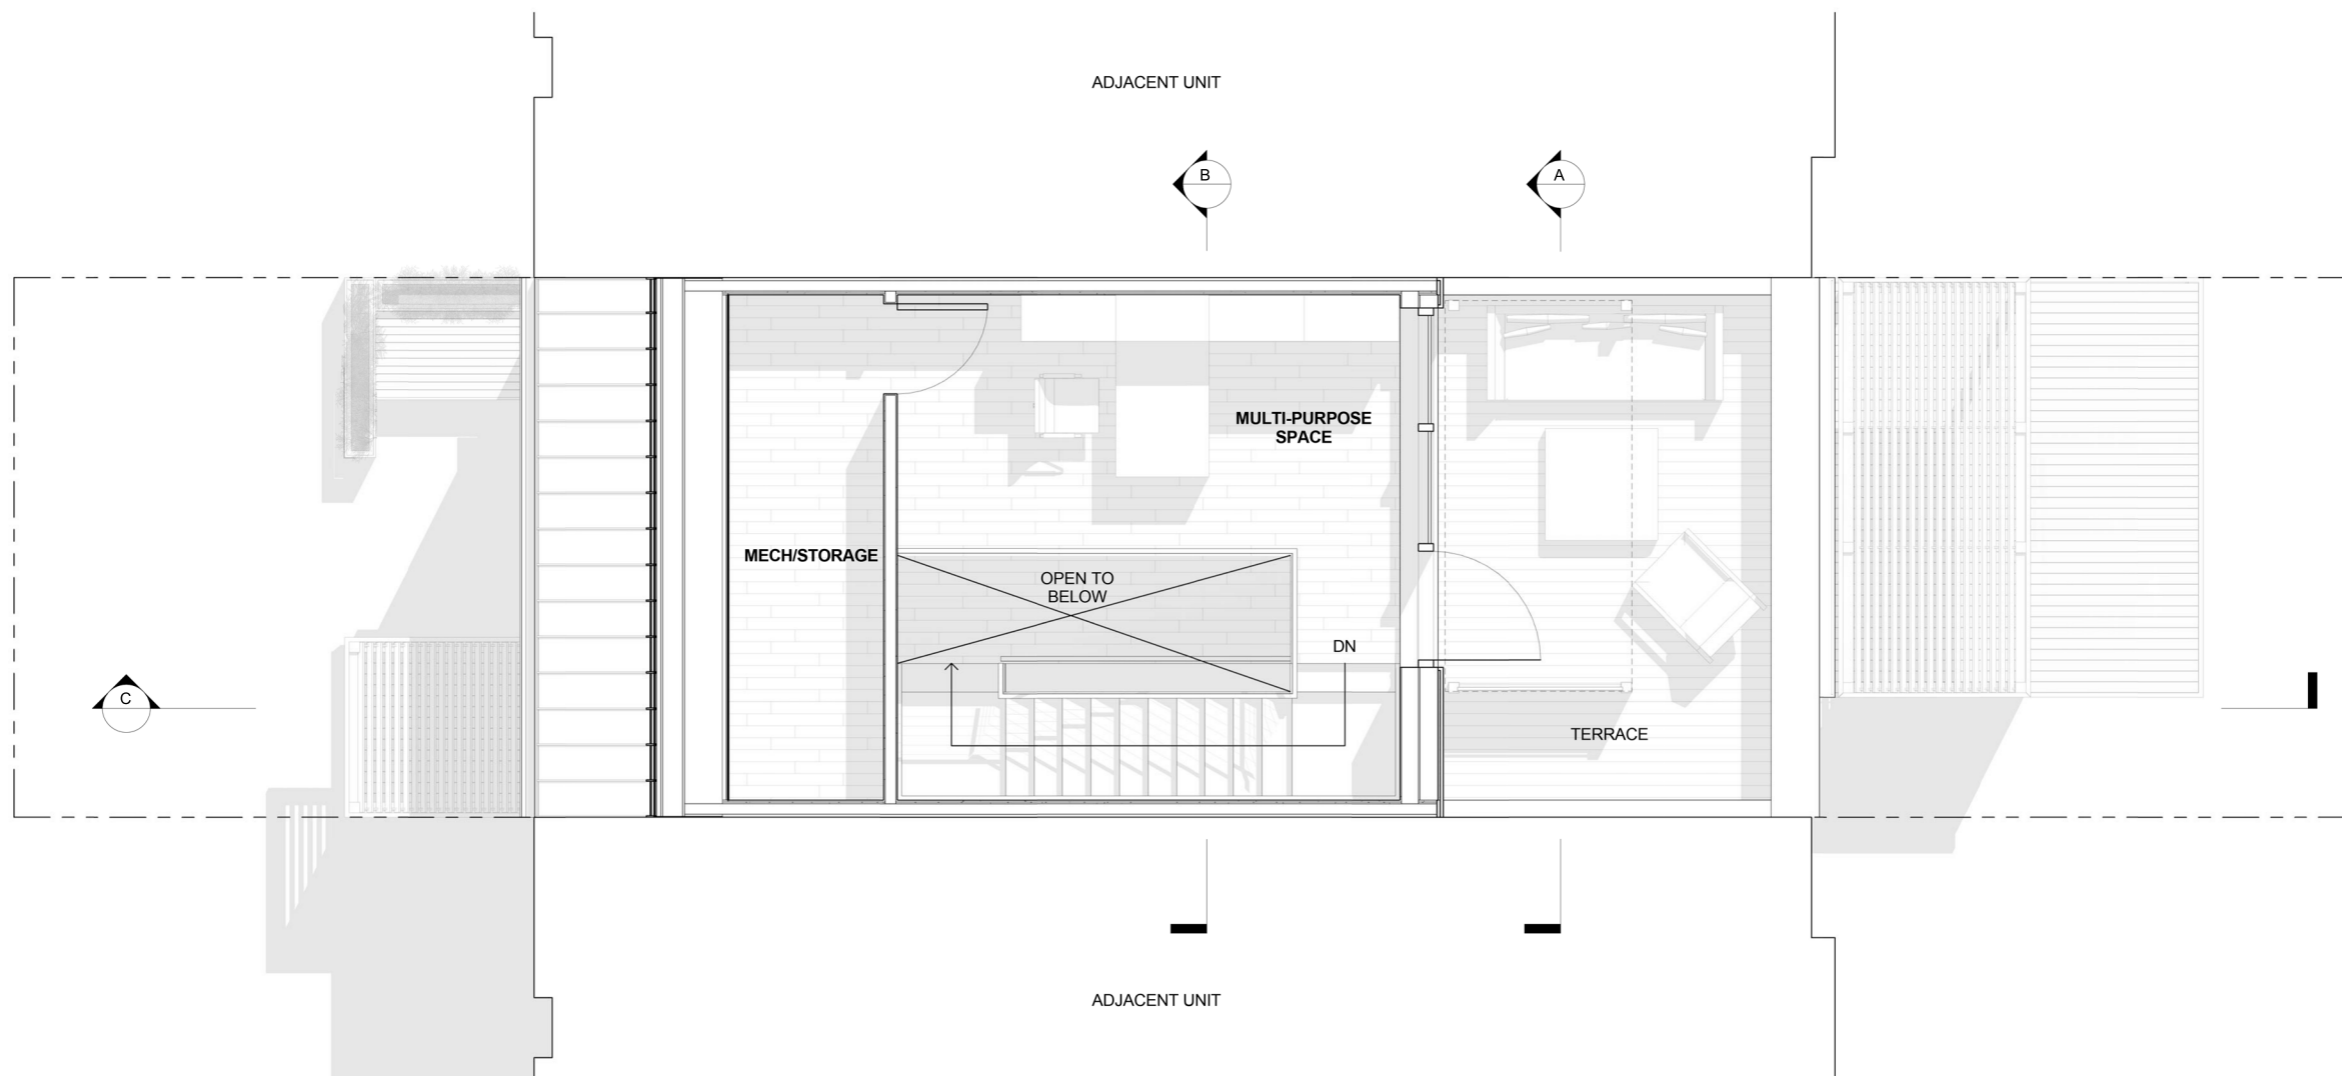 ADJACENT UNIT
B
A
MULTI-PURPOSE
SPACE
MECH/STORAGE
OPEN TO
BELOW
DN
C
TERRACE
ADJACENT UNIT